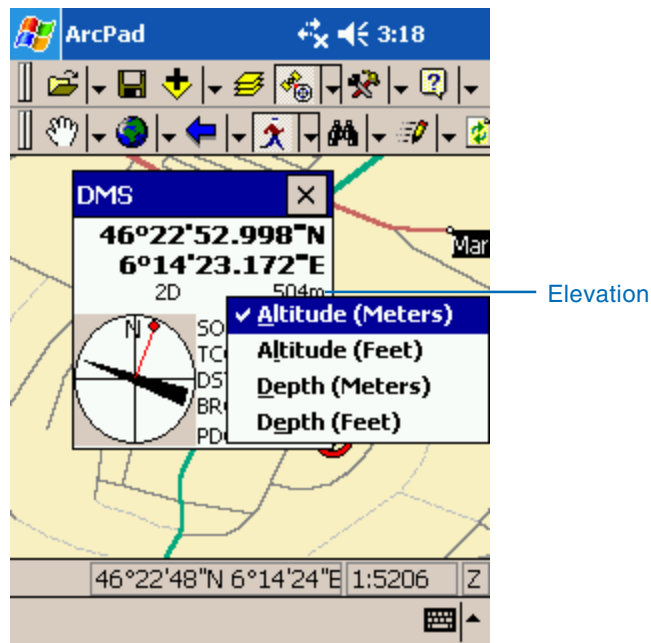 ArcPad 3:18
DMS
46°22'52.998"N
6°14'23.172"E
2D 504m
Elevation
Mar
N
SO
TC
DS
BR
PD
Altitude (Meters)
Altitude (Feet)
Depth (Meters)
Depth (Feet)
46°22'48"N 6°14'24"E 1:5206 Z